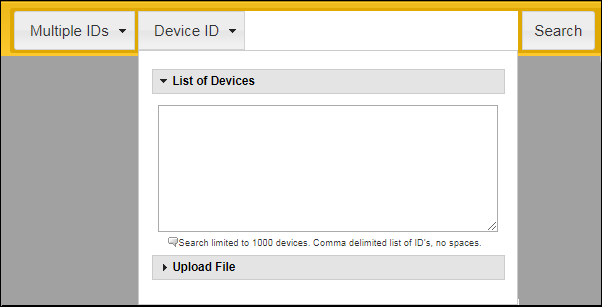 Multiple IDs Device ID Search
List of Devices
Search limited to 1000 devices. Comma delimited list of ID's, no spaces.
Upload File